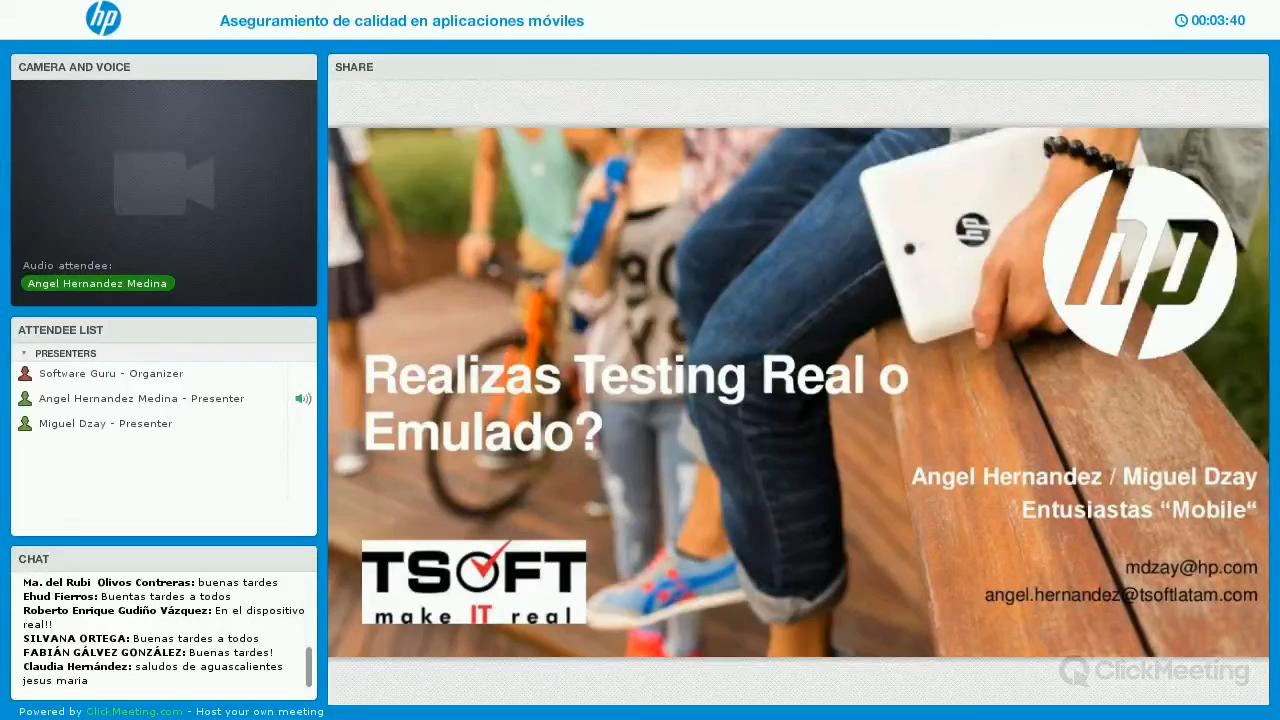 hp
Aseguramiento de calidad en aplicaciones móviles
00:03:40
CAMERA AND VOICE
Audio attendee:
Angel Hernandez Medina
ATTENDEE LIST
PRESENTERS
Software Guru - Organizer
Angel Hernandez Medina - Presenter
Miguel Dzay - Presenter
CHAT
Ma. del Rubi Olivos Contreras: buenas tardes
Ehud Fierros: Buentas tardes a todos
Roberto Enrique Gudiño Vázquez: En el dispositivo
real!!
SILVANA ORTEGA: Buenas tardes a todos
FABIÁN GÁLVEZ GONZÁLEZ: Buenas tardes!
Claudia Hernández: saludos de aguascalientes
jesus maria
Powered by ClickMeeting.com - Host your own meeting
SHARE
hp
hp
Realizas Testing Real o
Emulado?
Angel Hernandez / Miguel Dzay
Entusiastas “Mobile“
mdzay@hp.com
angel.hernandez@tsoftlatam.com
TSOFT
make IT real
ClickMeeting